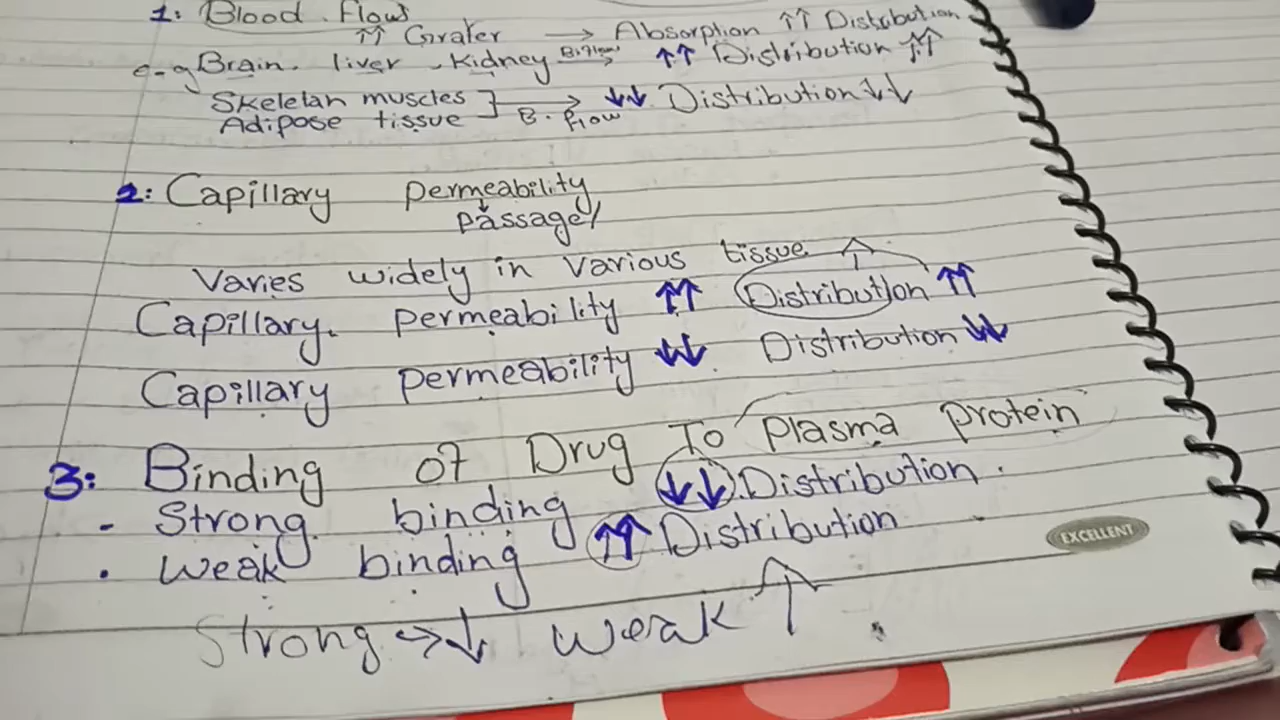 1: Blood flow
↑↑ Grater → Absorption ↑↑ Distribution
e-g Brain. liver - Kidney B.flow → ↑↑ Distribution ↑↑
Skeletan muscles
Adipose tissue ] → B. flow ↓↓ Distribution ↓↓
2: Capillary permeability
↓
passage/
Varies widely in various tissue
Capillary. permeability ↑↑ Distribution ↑↑
Capillary permeability ↓↓ Distribution ↓↓
3: Binding of Drug To Plasma protein
- Strong binding ↓↓ Distribution.
. Weak binding ↑↑ Distribution
EXCELLENT
Strong → ↓ weak ↑